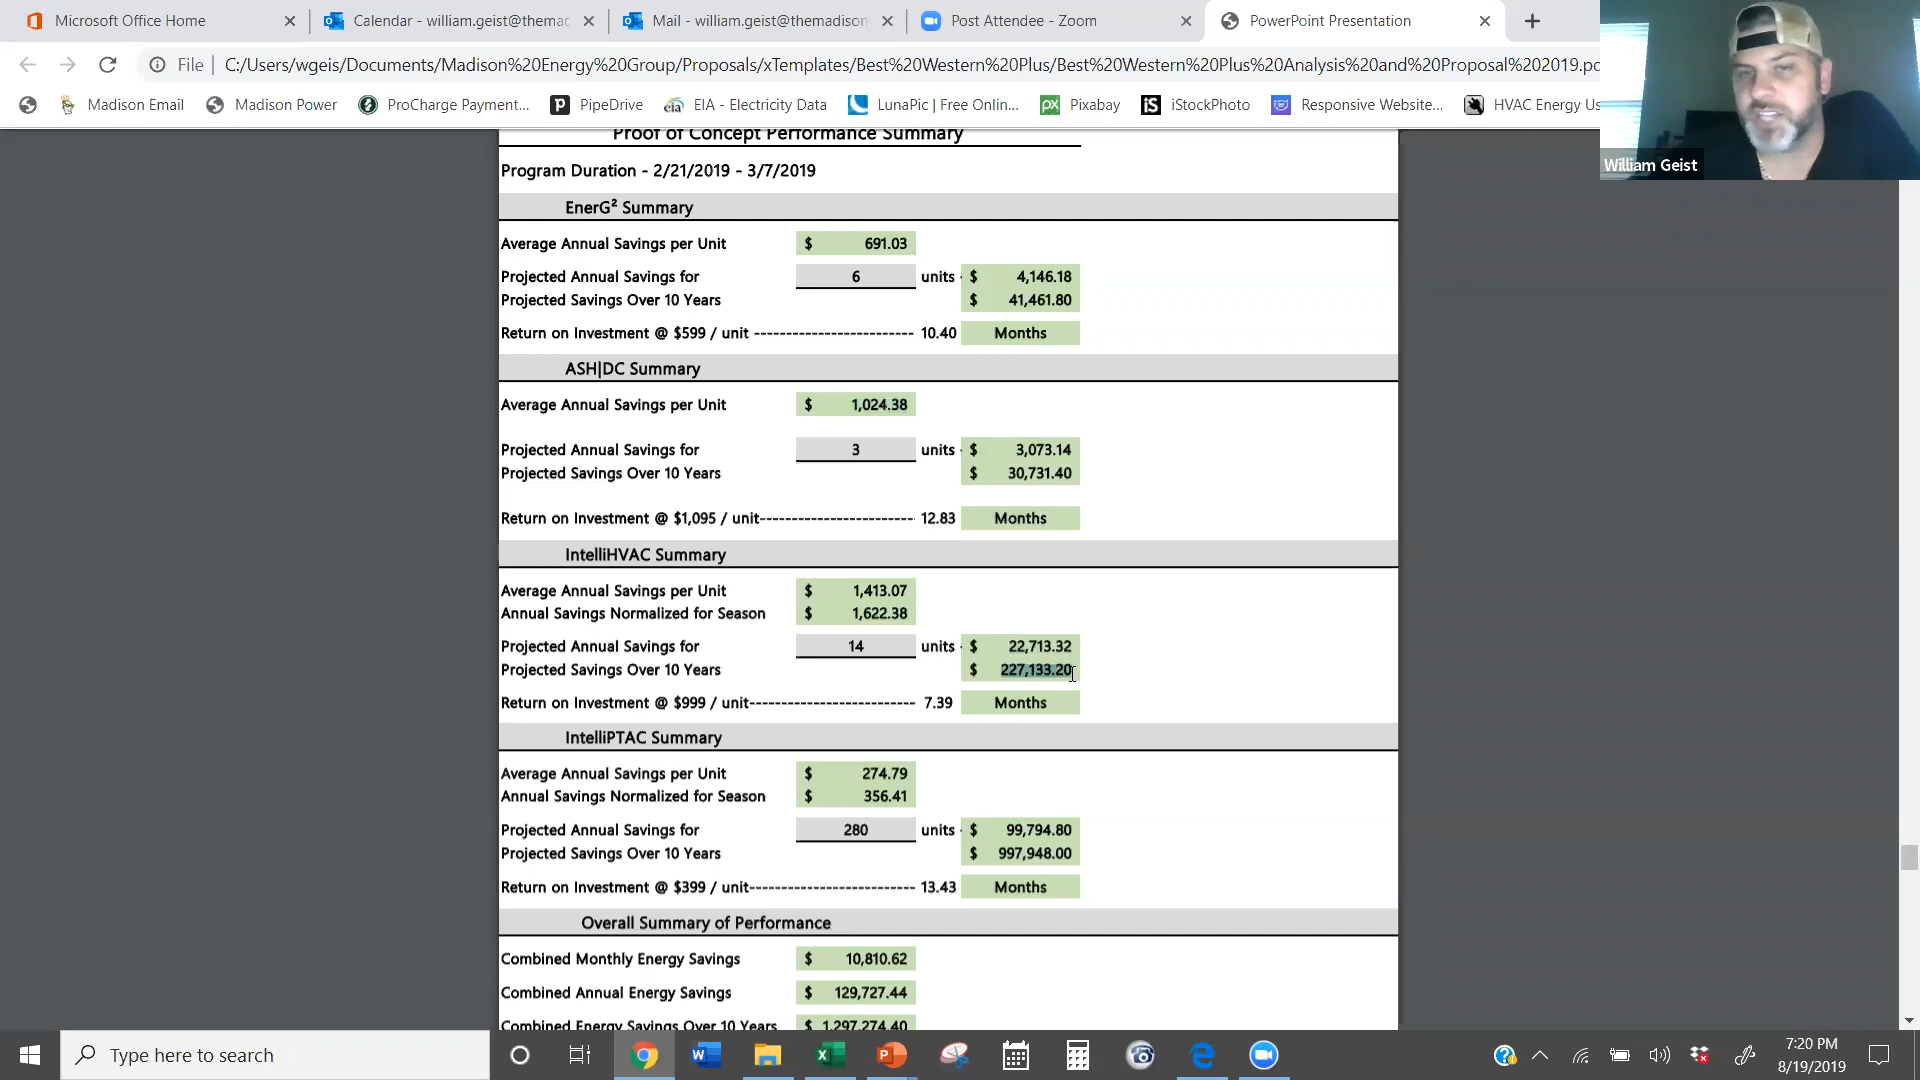 Microsoft Office Home
Calendar - william.geist@themad
Mail - william.geist@themadison
Post Attendee - Zoom
PowerPoint Presentation
File
C:/Users/wgeis/Documents/Madison%20Energy%20Group/Proposals/xTemplates/Best%20Western%20Plus/Best%20Western%20Plus%20Analysis%20and%20Proposal%202019.pd
Madison Email
Madison Power
ProCharge Payment...
PipeDrive
EIA - Electricity Data
LunaPic | Free Onlin...
Pixabay
iStockPhoto
Responsive Website...
HVAC Energy Us
William Geist
Proof of Concept Performance Summary
Program Duration - 2/21/2019 - 3/7/2019
EnerG² Summary
Average Annual Savings per Unit $ 691.03
Projected Annual Savings for 6 units $ 4,146.18
Projected Savings Over 10 Years $ 41,461.80
Return on Investment @ $599 / unit ------------------------- 10.40 Months
ASH|DC Summary
Average Annual Savings per Unit $ 1,024.38
Projected Annual Savings for 3 units $ 3,073.14
Projected Savings Over 10 Years $ 30,731.40
Return on Investment @ $1,095 / unit------------------------ 12.83 Months
IntelliHVAC Summary
Average Annual Savings per Unit $ 1,413.07
Annual Savings Normalized for Season $ 1,622.38
Projected Annual Savings for 14 units $ 22,713.32
Projected Savings Over 10 Years $ 227,133.20
Return on Investment @ $999 / unit-------------------------- 7.39 Months
IntelliPTAC Summary
Average Annual Savings per Unit $ 274.79
Annual Savings Normalized for Season $ 356.41
Projected Annual Savings for 280 units $ 99,794.80
Projected Savings Over 10 Years $ 997,948.00
Return on Investment @ $399 / unit-------------------------- 13.43 Months
Overall Summary of Performance
Combined Monthly Energy Savings $ 10,810.62
Combined Annual Energy Savings $ 129,727.44
Combined Energy Savings Over 10 Years $ 1,297,274.40
Type here to search
7:20 PM
8/19/2019